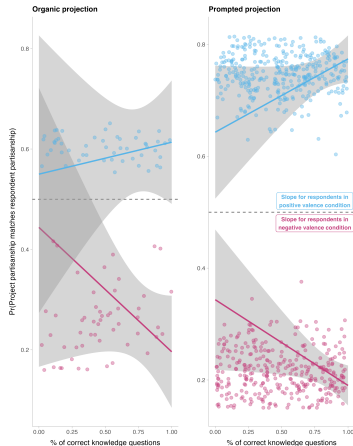 Organic projection
Prompted projection
Pr(Project partisanship matches respondent partisanship)
0.8
0.6
0.4
0.2
0.8
0.6
0.4
0.2
Slope for respondents in
positive valence condition
Slope for respondents in
negative valence condition
0.00
0.25
0.50
0.75
1.00
0.00
0.25
0.50
0.75
1.00
% of correct knowledge questions
% of correct knowledge questions